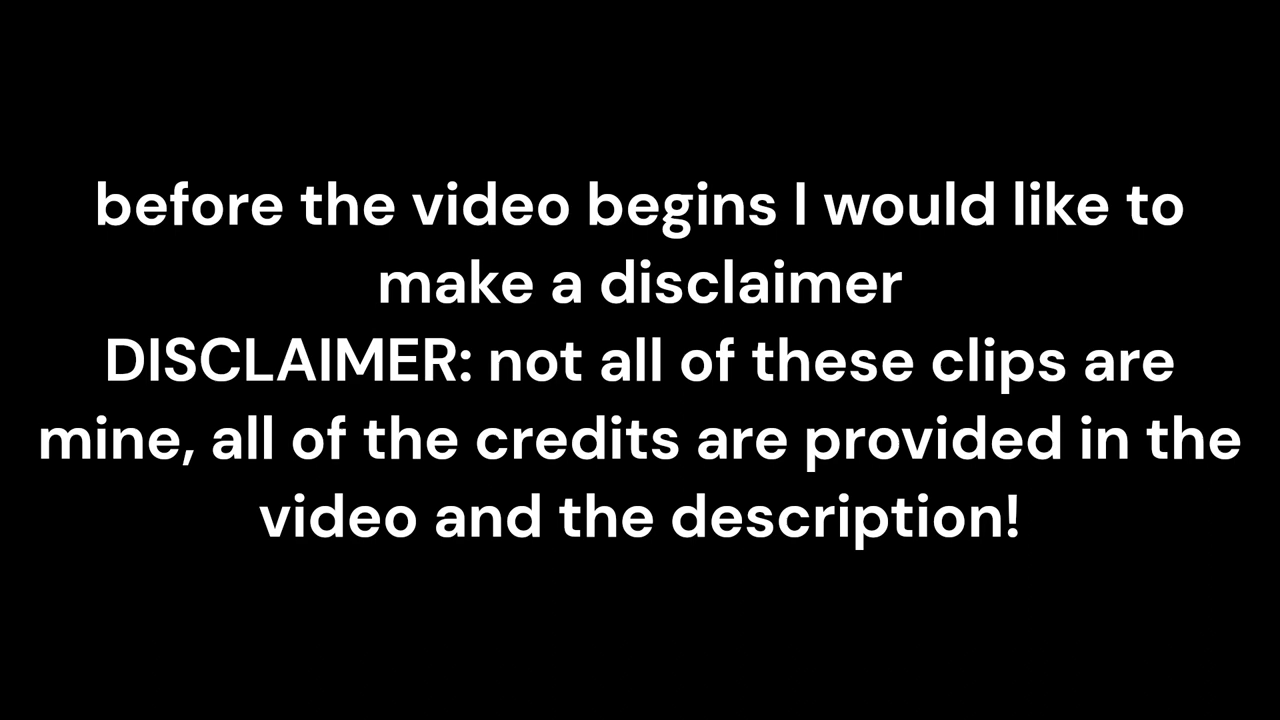 before the video begins I would like to
make a disclaimer
DISCLAIMER: not all of these clips are
mine, all of the credits are provided in the
video and the description!